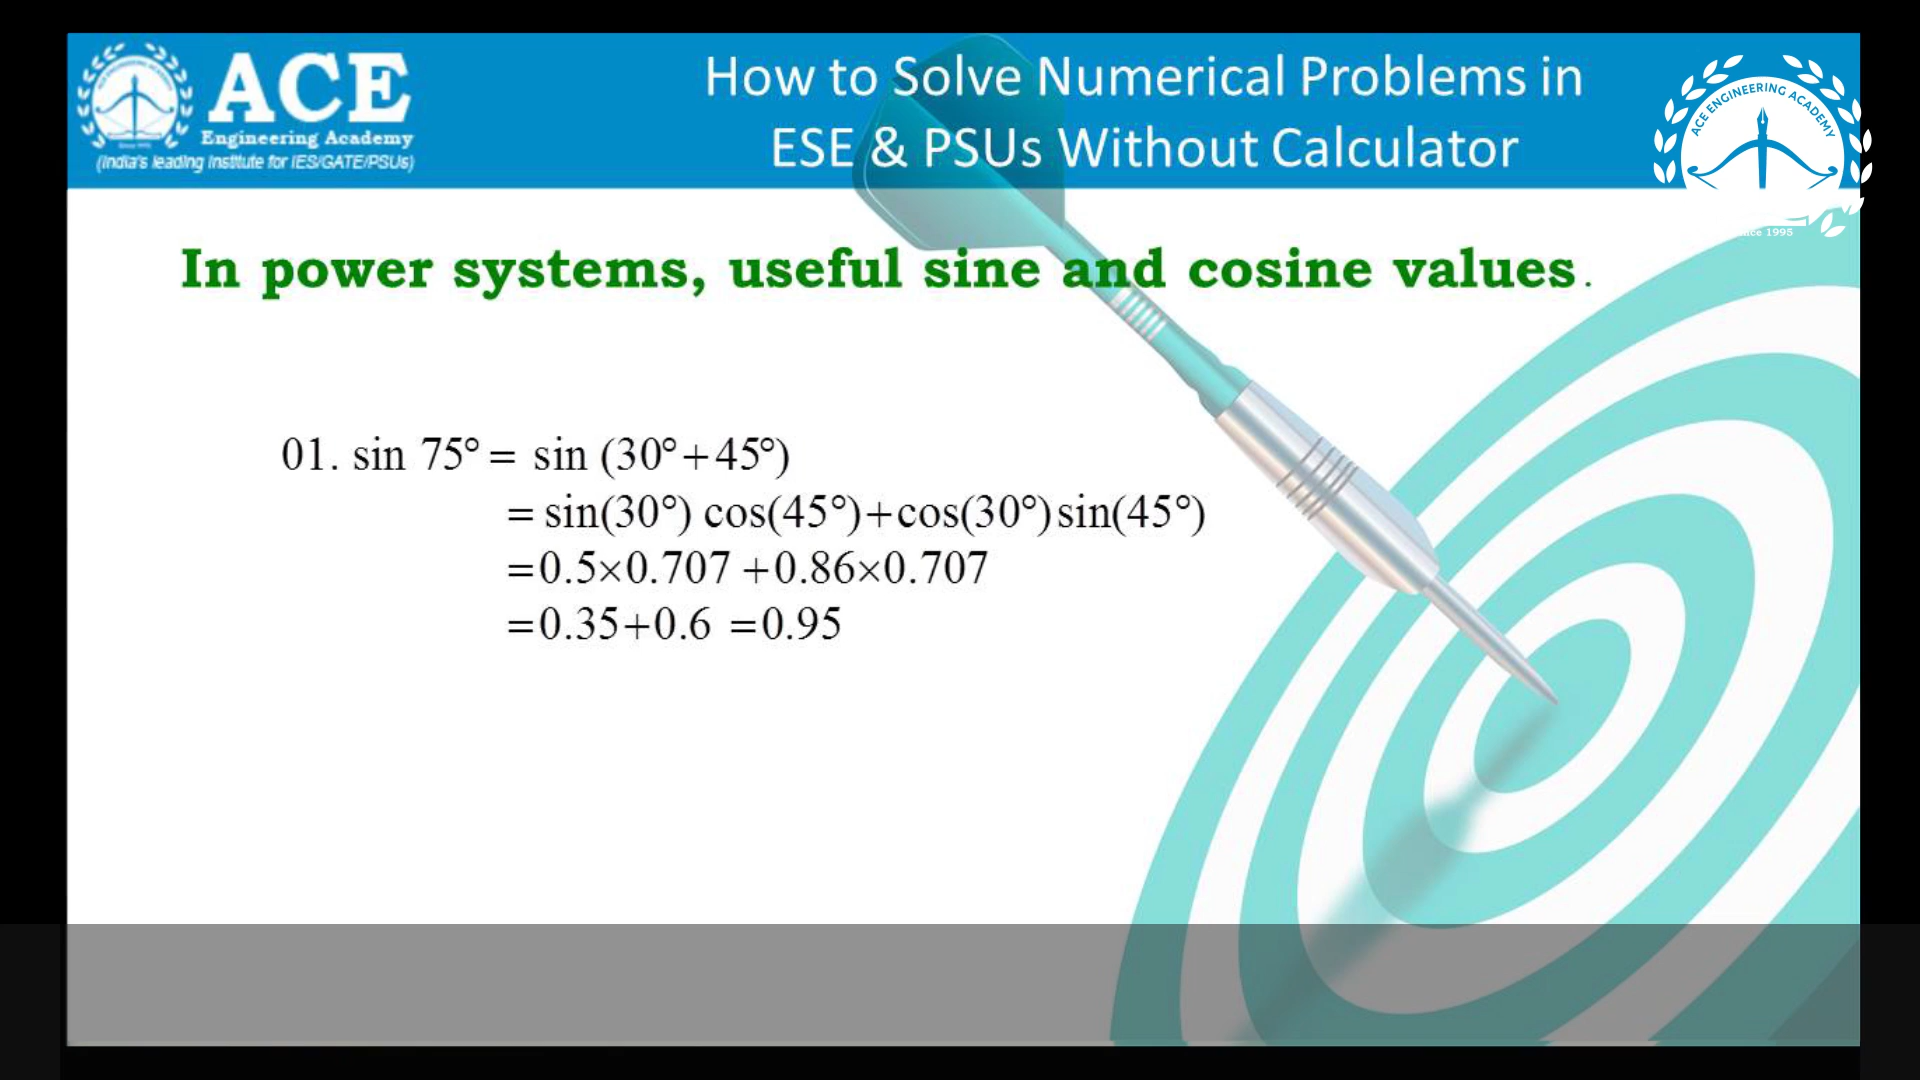 ACE
Engineering Academy
(India's leading Institute for IES/GATE/PSUs)
How to Solve Numerical Problems in
ESE & PSUs Without Calculator
ACE ENGINEERING ACADEMY
1995
In power systems, useful sine and cosine values.
01. sin 75° = sin (30°+45°)
= sin(30°) cos(45°)+cos(30°)sin(45°)
=0.5×0.707 +0.86×0.707
=0.35+0.6 =0.95